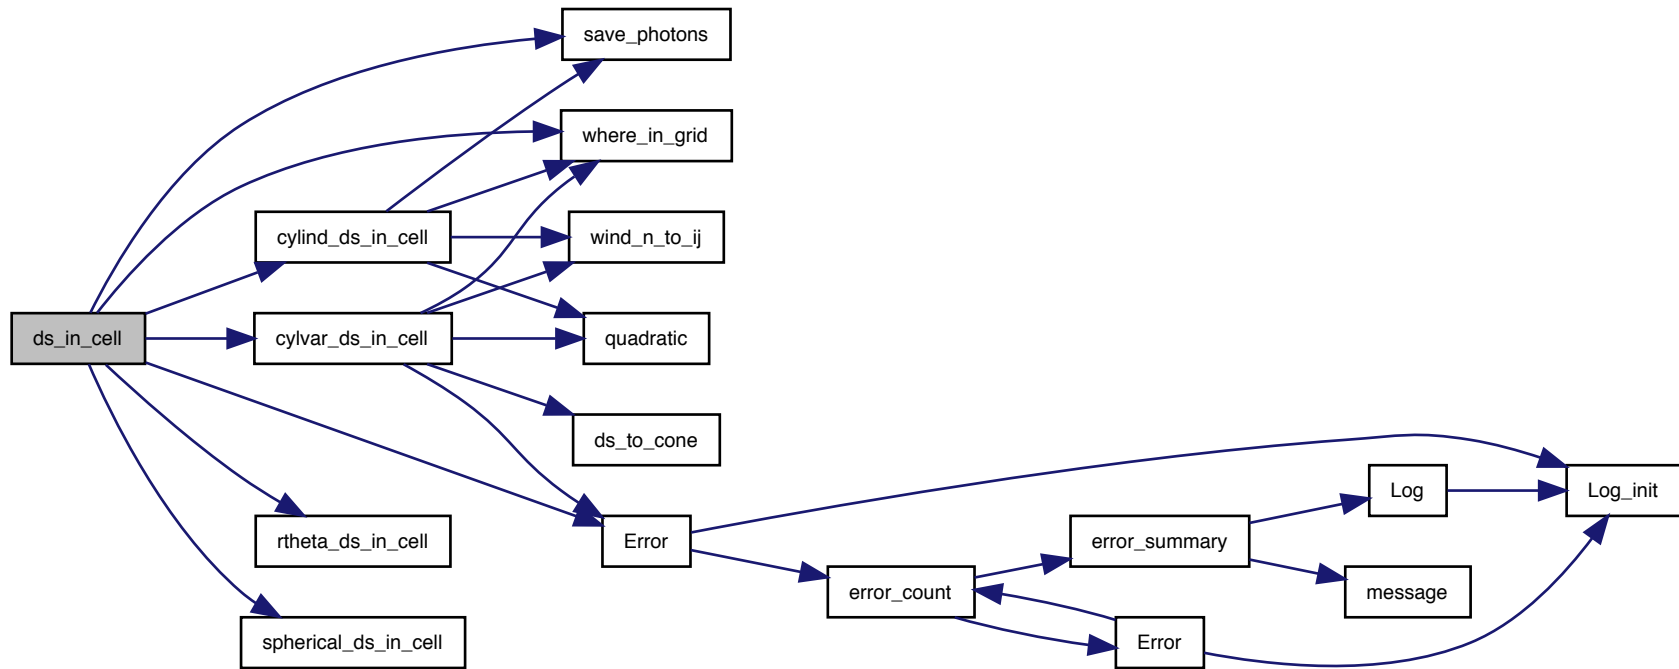 save_photons
where_in_grid
cylind_ds_in_cell
wind_n_to_ij
ds_in_cell
cylvar_ds_in_cell
quadratic
ds_to_cone
Log
Log_init
rtheta_ds_in_cell
Error
error_summary
error_count
message
spherical_ds_in_cell
Error